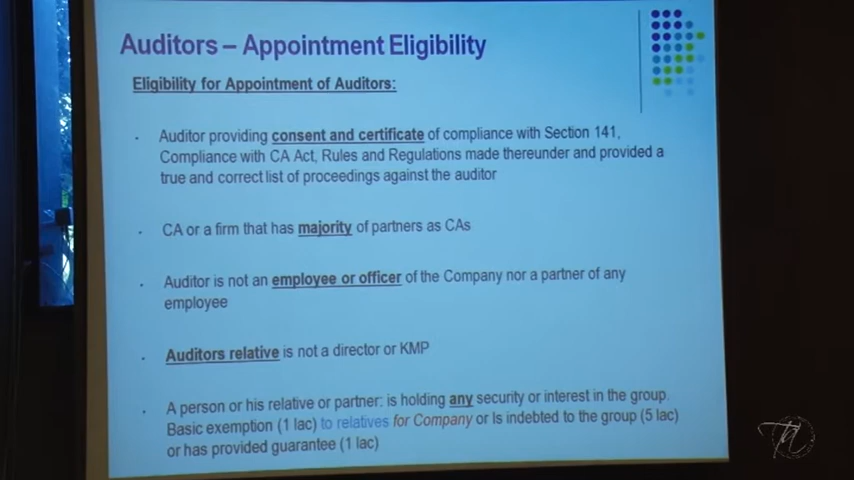 Auditors – Appointment Eligibility
Eligibility for Appointment of Auditors:
Auditor providing consent and certificate of compliance with Section 141,
Compliance with CA Act, Rules and Regulations made thereunder and provided a
true and correct list of proceedings against the auditor
CA or a firm that has majority of partners as CAs
Auditor is not an employee or officer of the Company nor a partner of any
employee
Auditors relative is not a director or KMP
A person or his relative or partner: is holding any security or interest in the group.
Basic exemption (1 lac) to relatives for Company or Is indebted to the group (5 lac)
or has provided guarantee (1 lac)